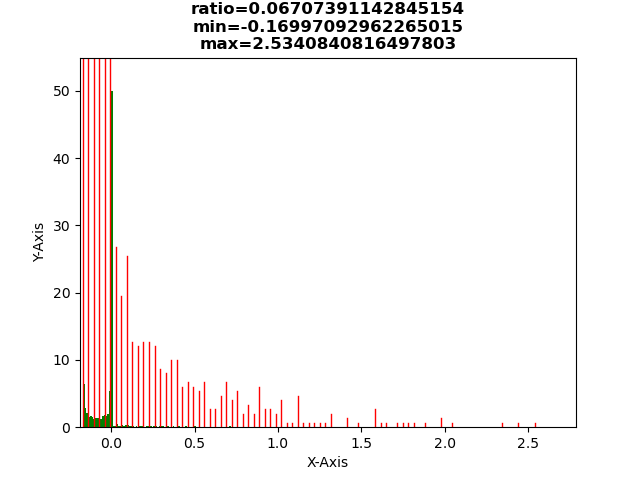 ratio=0.06707391142845154
min=-0.16997092962265015
max=2.5340840816497803
50
40
30
20
10
0
Y-Axis
0.0 0.5 1.0 1.5 2.0 2.5
X-Axis